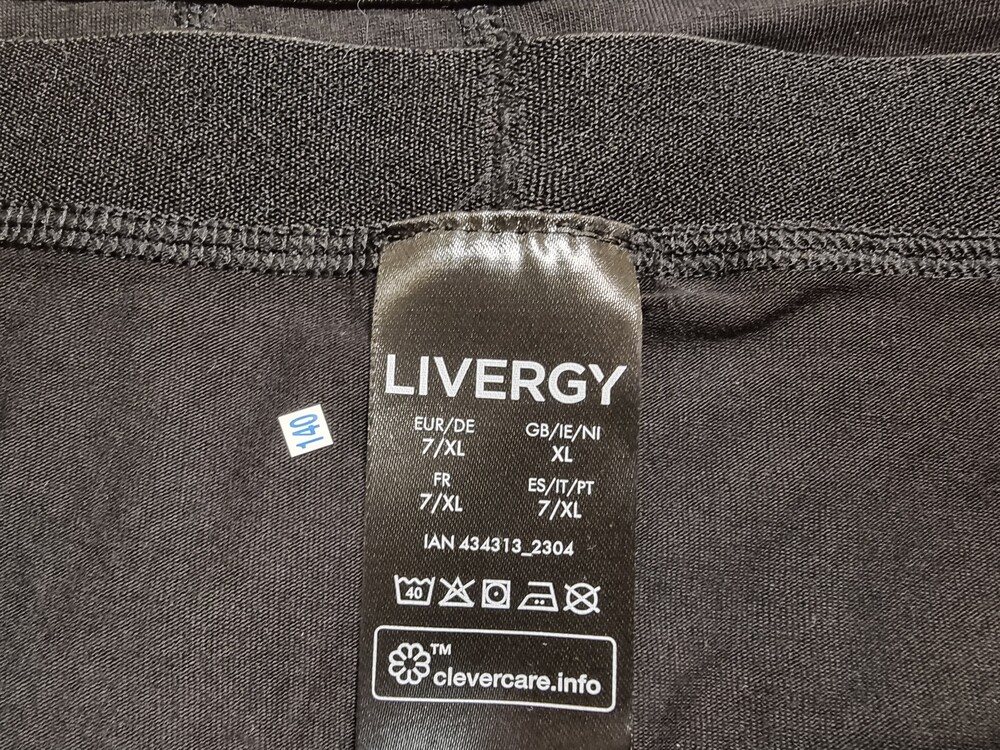 LIVERGY
EUR/DE GB/IE/NI
7/XL XL
FR ES/IT/PT
7/XL 7/XL
IAN 434313_2304
40
TM
clevercare.info
140